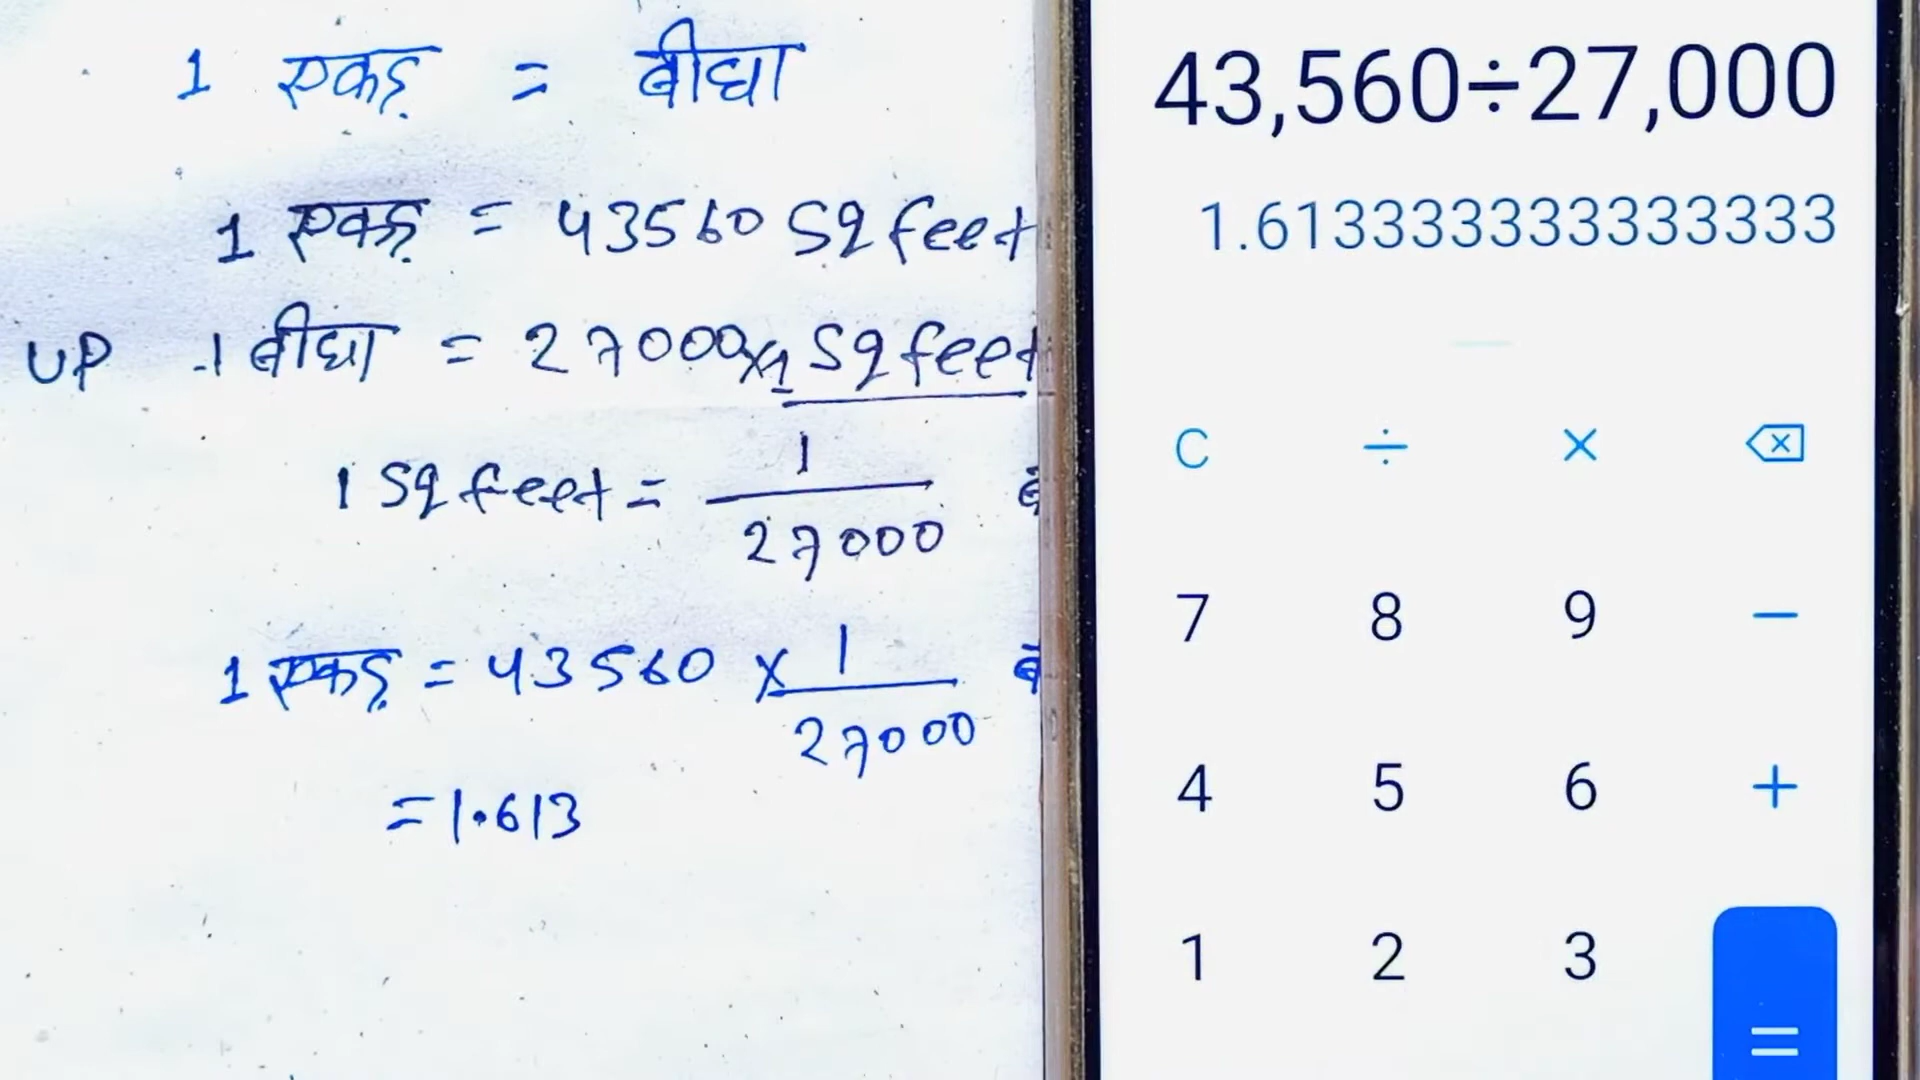 1 एकड़ = बीघा
1 एकड़ = 43560 Sq feet
UP 1 बीघा = 27000 Sq feet
1 Sq feet = 1
27000
1 एकड़ = 43560 × 1
27000
= 1.613
43,560÷27,000
1.613333333333333
C ÷ ×
7 8 9 −
4 5 6 +
1 2 3
=